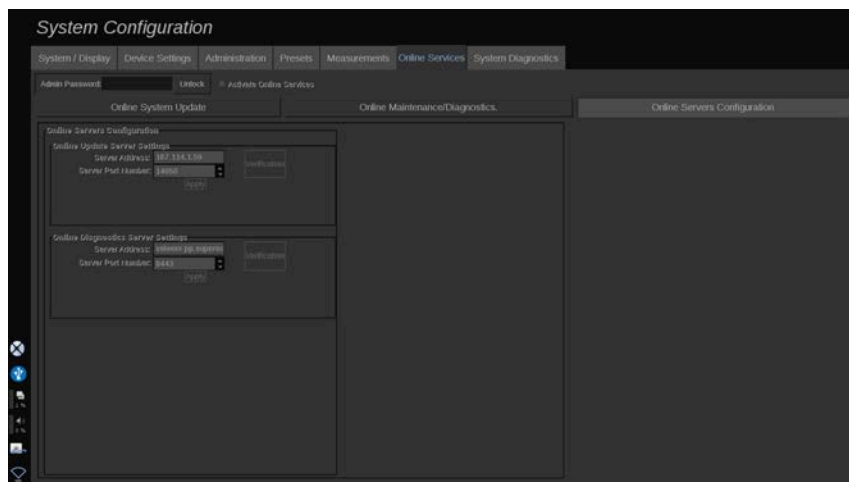 System Configuration
System / Display Device Settings Administration Presets Measurements Online Services System Diagnostics
Admin Password: Unlock Activate Online Services
Online System Update Online Maintenance/Diagnostics. Online Servers Configuration
Online Servers Configuration
Online Update Server Settings
Server Address:
Verification
Server Port Number:
Apply
Online Diagnostics Server Settings
Server Address:
Verification
Server Port Number: 8443
Apply